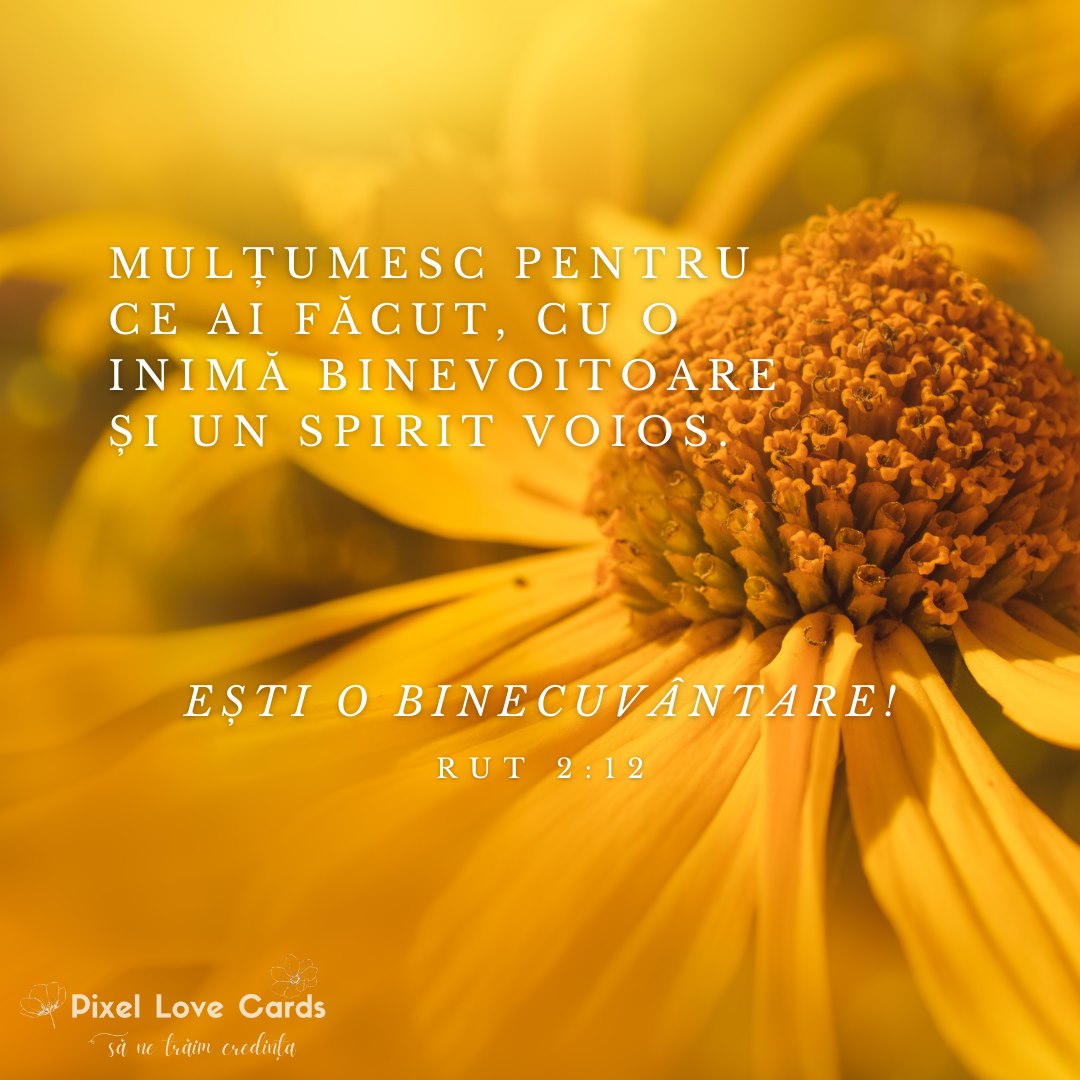 MULȚUMESC PENTRU
CE AI FĂCUT, CU O
INIMĂ BINEVOITOARE
ȘI UN SPIRIT VOIOS.
EȘTI O BINECUVÂNTARE!
RUT 2:12
Pixel Love Cards
să ne trăim credința